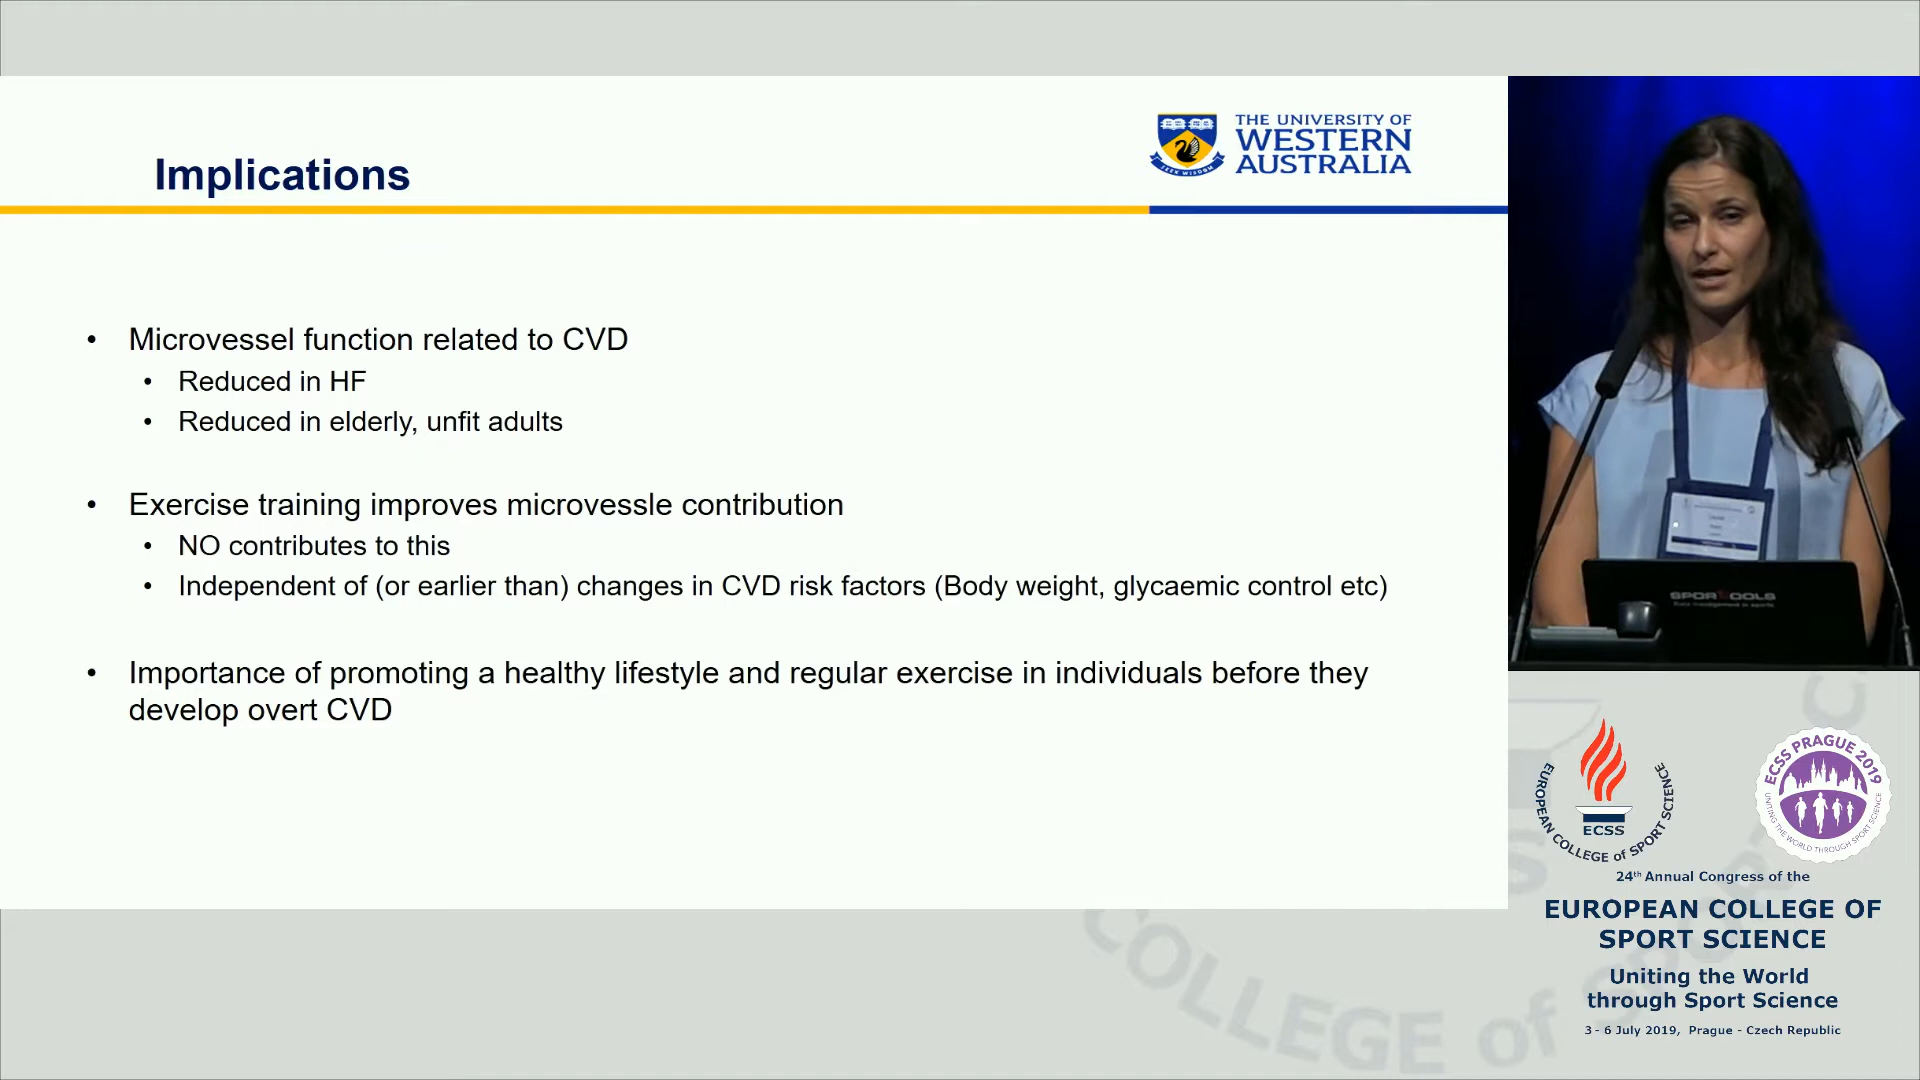 Implications
THE UNIVERSITY OF
WESTERN
AUSTRALIA
SEEK WISDOM
• Microvessel function related to CVD
• Reduced in HF
• Reduced in elderly, unfit adults
• Exercise training improves microvessle contribution
• NO contributes to this
• Independent of (or earlier than) changes in CVD risk factors (Body weight, glycaemic control etc)
• Importance of promoting a healthy lifestyle and regular exercise in individuals before they
develop overt CVD
EUROPEAN COLLEGE of SPORT SCIENCE
ECSS
ECSS PRAGUE 2019
UNITING THE WORLD THROUGH SPORT SCIENCE
24th Annual Congress of the
EUROPEAN COLLEGE OF
SPORT SCIENCE
Uniting the World
through Sport Science
3 - 6 July 2019, Prague - Czech Republic
COLLEGE of SPORT